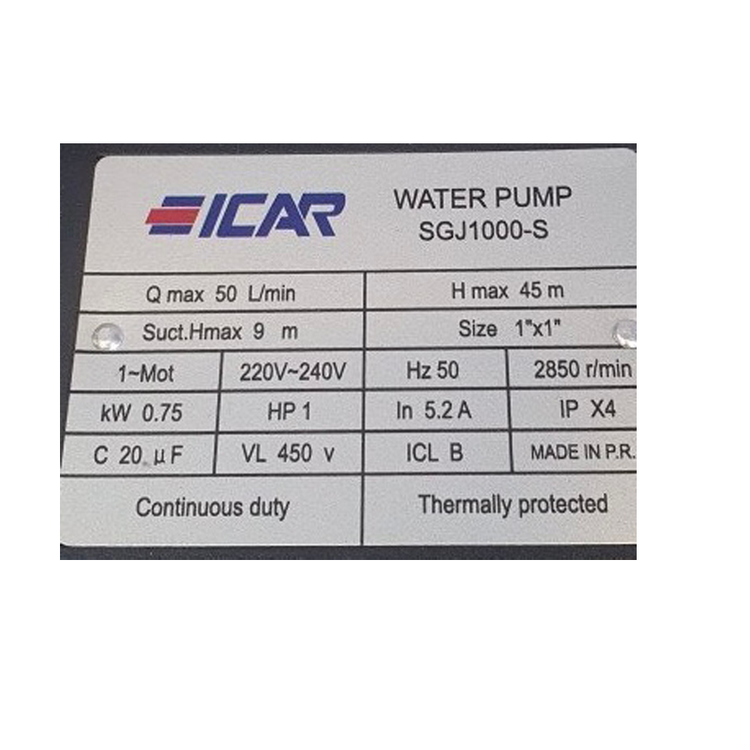 ICAR
WATER PUMP
SGJ1000-S
Q max 50 L/min
H max 45 m
Suct.Hmax 9 m
Size 1"x1"
1~Mot
220V~240V
Hz 50
2850 r/min
kW 0.75
HP 1
In 5.2 A
IP X4
C 20 µF
VL 450 v
ICL B
MADE IN P.R.
Continuous duty
Thermally protected